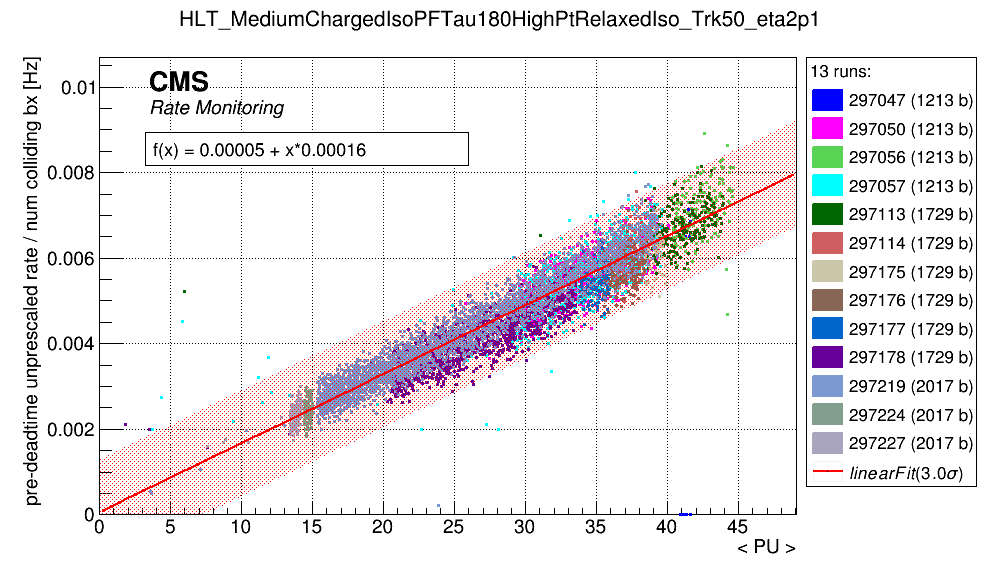 HLT_MediumChargedIsoPFTau180HighPtRelaxedIso_Trk50_eta2p1
pre-deadtime unprescaled rate / num colliding bx [Hz]
CMS
Rate Monitoring
f(x) = 0.00005 + x*0.00016
0.01
0.008
0.006
0.004
0.002
0
0 5 10 15 20 25 30 35 40 45
< PU >
13 runs:
297047 (1213 b)
297050 (1213 b)
297056 (1213 b)
297057 (1213 b)
297113 (1729 b)
297114 (1729 b)
297175 (1729 b)
297176 (1729 b)
297177 (1729 b)
297178 (1729 b)
297219 (2017 b)
297224 (2017 b)
297227 (2017 b)
linearFit(3.0σ)